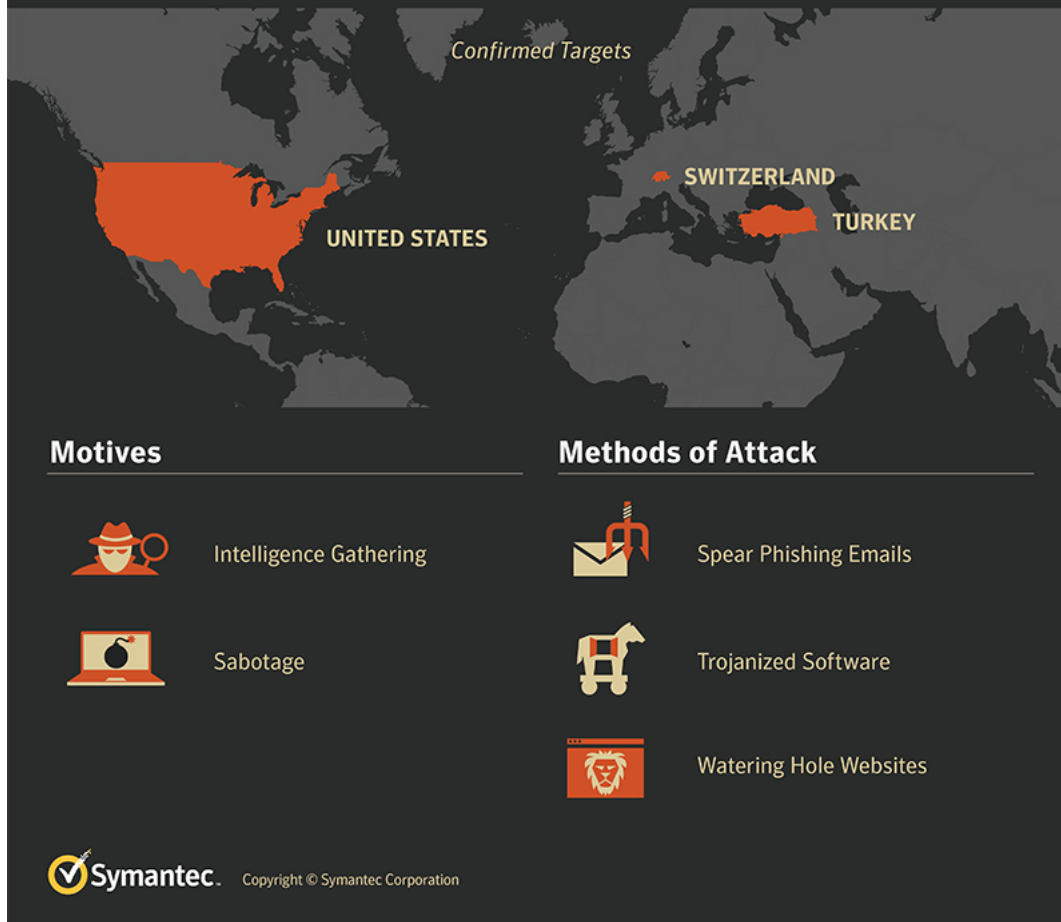 Confirmed Targets
SWITZERLAND
TURKEY
UNITED STATES
Motives
Intelligence Gathering
Sabotage
Methods of Attack
Spear Phishing Emails
Trojanized Software
Watering Hole Websites
Symantec™ Copyright © Symantec Corporation